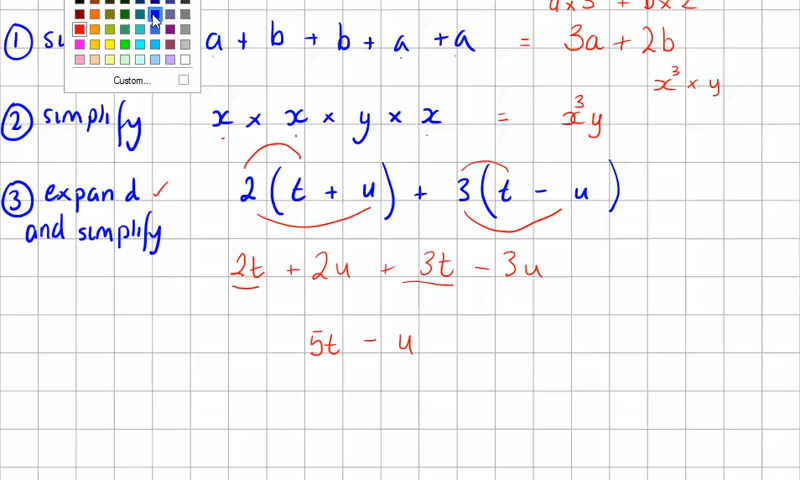 a × 3 + b × 2
① a + b + b + a + a = 3a + 2b
x³ × y
② simplify x × x × y × x = x³y
③ expand ✓ 2(t + u) + 3(t - u)
and simplify
2t + 2u + 3t - 3u
5t - u
Custom...